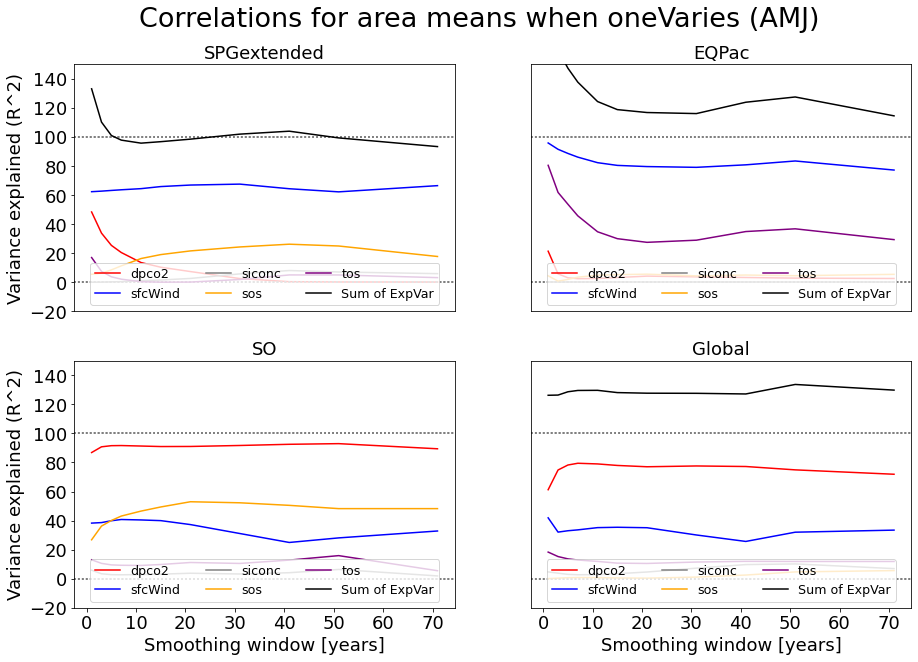 Correlations for area means when oneVaries (AMJ)
SPGextended
EQPac
Variance explained (R^2)
140
120
100
80
60
40
20
0
−20
dpco2 siconc tos
sfcWind sos Sum of ExpVar
dpco2 siconc tos
sfcWind sos Sum of ExpVar
SO
Global
Variance explained (R^2)
140
120
100
80
60
40
20
0
−20
dpco2 siconc tos
sfcWind sos Sum of ExpVar
dpco2 siconc tos
sfcWind sos Sum of ExpVar
0 10 20 30 40 50 60 70
0 10 20 30 40 50 60 70
Smoothing window [years]
Smoothing window [years]